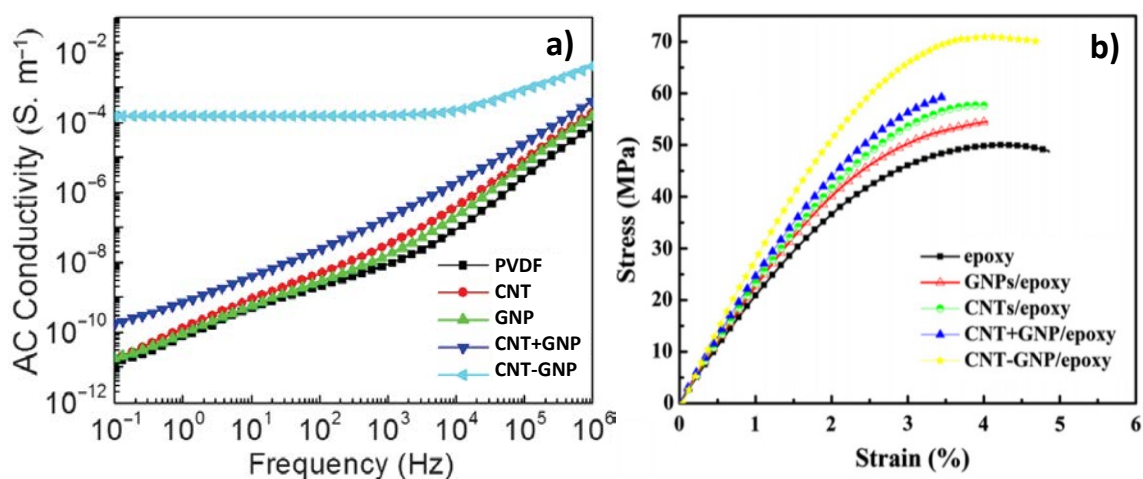 a)
AC Conductivity (S. m⁻¹)
10⁻²
10⁻⁴
10⁻⁶
10⁻⁸
10⁻¹⁰
10⁻¹²
PVDF
CNT
GNP
CNT+GNP
CNT-GNP
10⁻¹ 10⁰ 10¹ 10² 10³ 10⁴ 10⁵ 10⁶
Frequency (Hz)
b)
Stress (MPa)
70
60
50
40
30
20
10
0
epoxy
GNPs/epoxy
CNTs/epoxy
CNT+GNP/epoxy
CNT-GNP/epoxy
0 1 2 3 4 5 6
Strain (%)